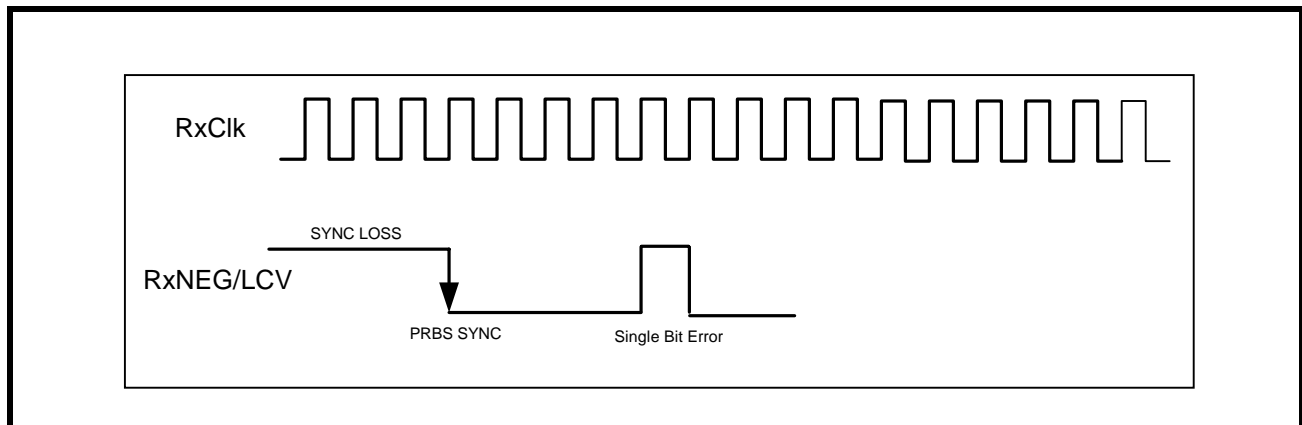 RxClk
SYNC LOSS
RxNEG/LCV
PRBS SYNC
Single Bit Error